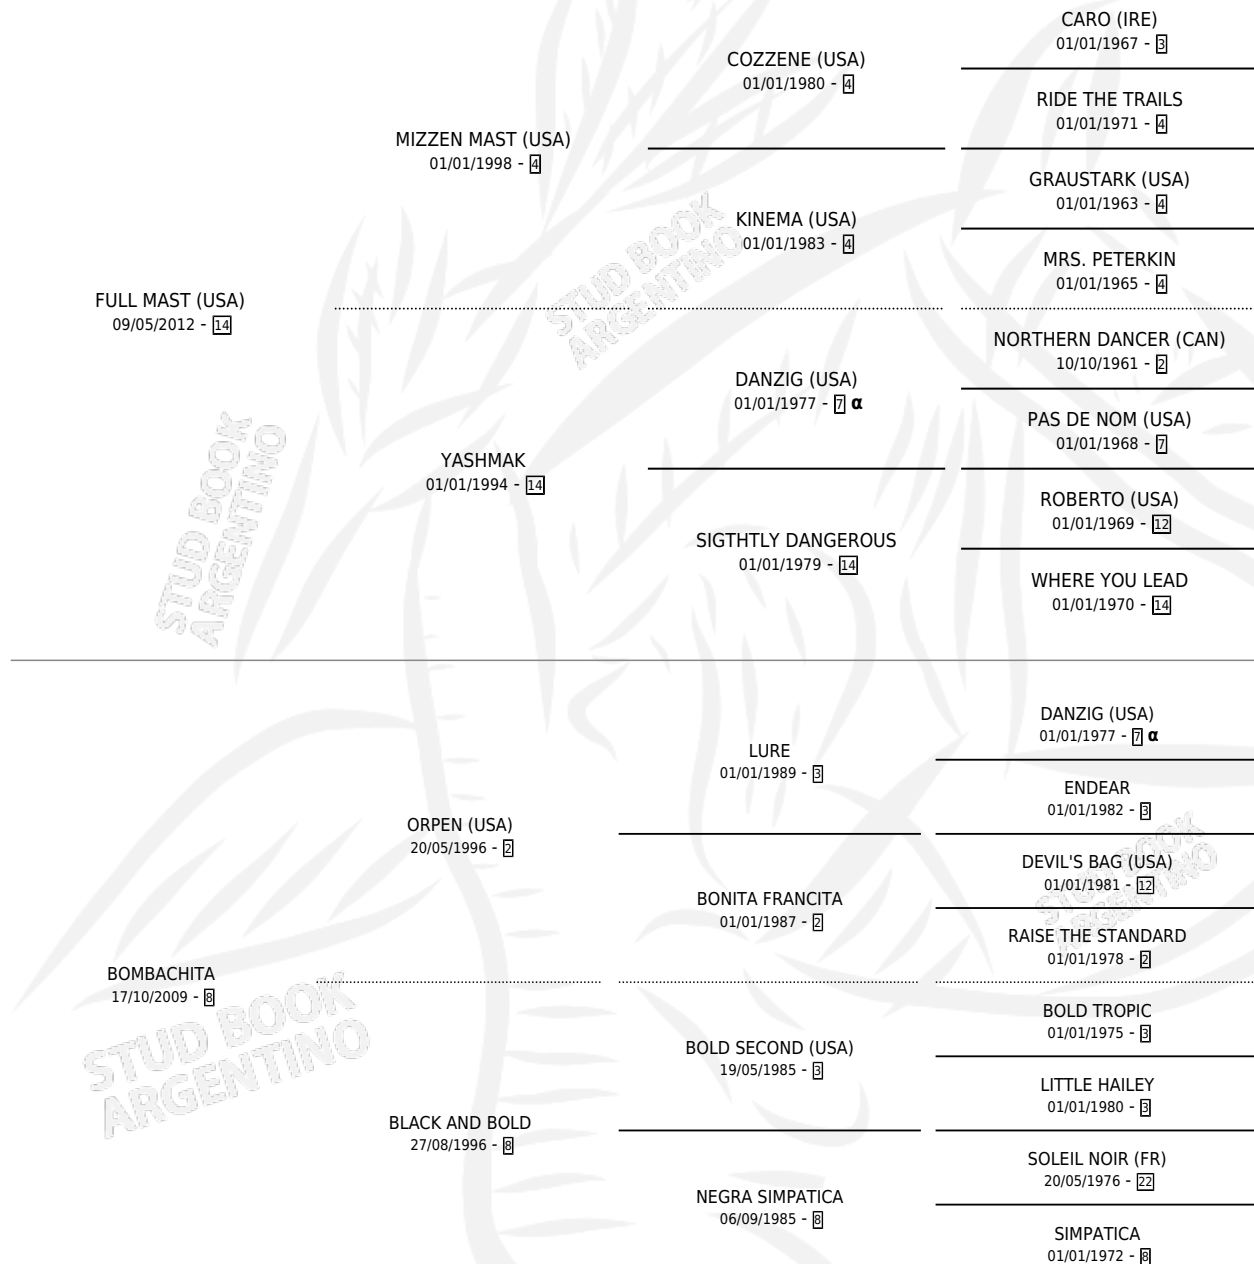 CARO (IRE)
01/01/1967 - 3
COZZENE (USA)
01/01/1980 - 4
RIDE THE TRAILS
01/01/1971 - 4
MIZZEN MAST (USA)
01/01/1998 - 4
GRAUSTARK (USA)
01/01/1963 - 4
KINEMA (USA)
01/01/1983 - 4
MRS. PETERKIN
01/01/1965 - 4
FULL MAST (USA)
09/05/2012 - 14
NORTHERN DANCER (CAN)
10/10/1961 - 2
DANZIG (USA)
01/01/1977 - 7 α
PAS DE NOM (USA)
01/01/1968 - 7
YASHMAK
01/01/1994 - 14
ROBERTO (USA)
01/01/1969 - 12
SIGTHTLY DANGEROUS
01/01/1979 - 14
WHERE YOU LEAD
01/01/1970 - 14
DANZIG (USA)
01/01/1977 - 7 α
LURE
01/01/1989 - 3
ENDEAR
01/01/1982 - 3
ORPEN (USA)
20/05/1996 - 2
DEVIL'S BAG (USA)
01/01/1981 - 12
BONITA FRANCITA
01/01/1987 - 2
RAISE THE STANDARD
01/01/1978 - 2
BOMBACHITA
17/10/2009 - 8
BOLD TROPIC
01/01/1975 - 3
BOLD SECOND (USA)
19/05/1985 - 3
LITTLE HAILEY
01/01/1980 - 3
BLACK AND BOLD
27/08/1996 - 8
SOLEIL NOIR (FR)
20/05/1976 - 22
NEGRA SIMPATICA
06/09/1985 - 8
SIMPATICA
01/01/1972 - 8
STUD BOOK
ARGENTINO
STUD BOOK
ARGENTINO
STUD BOOK
ARGENTINO
STUD BOOK
ARGENTINO